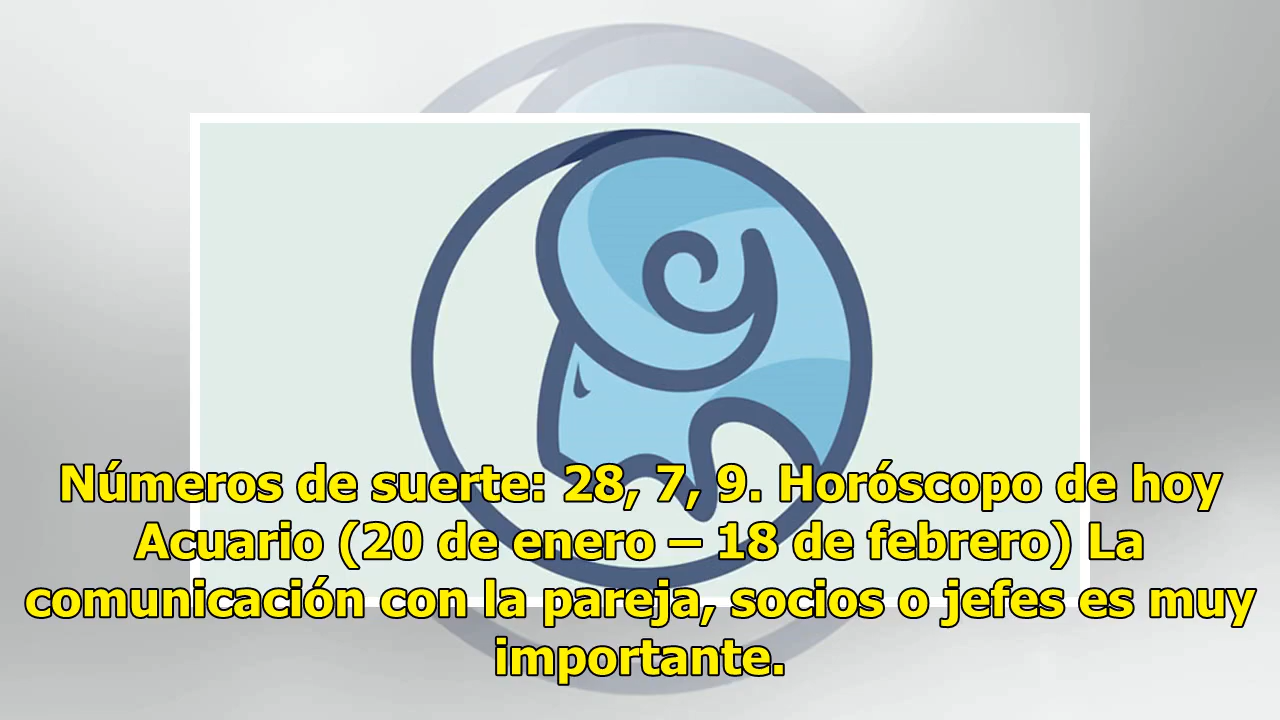 Números de suerte: 28, 7, 9. Horóscopo de hoy
Acuario (20 de enero – 18 de febrero) La
comunicación con la pareja, socios o jefes es muy
importante.